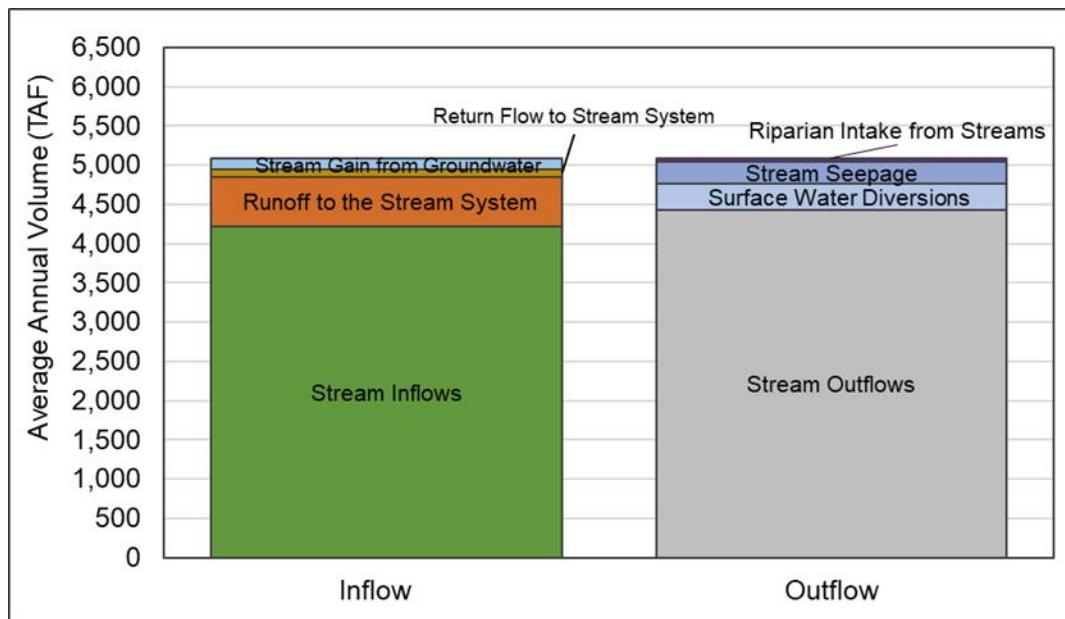 Average Annual Volume (TAF)
6,500
6,000
5,500
5,000
4,500
4,000
3,500
3,000
2,500
2,000
1,500
1,000
500
0
Return Flow to Stream System
Stream Gain from Groundwater
Runoff to the Stream System
Stream Inflows
Riparian Intake from Streams
Stream Seepage
Surface Water Diversions
Stream Outflows
Inflow
Outflow